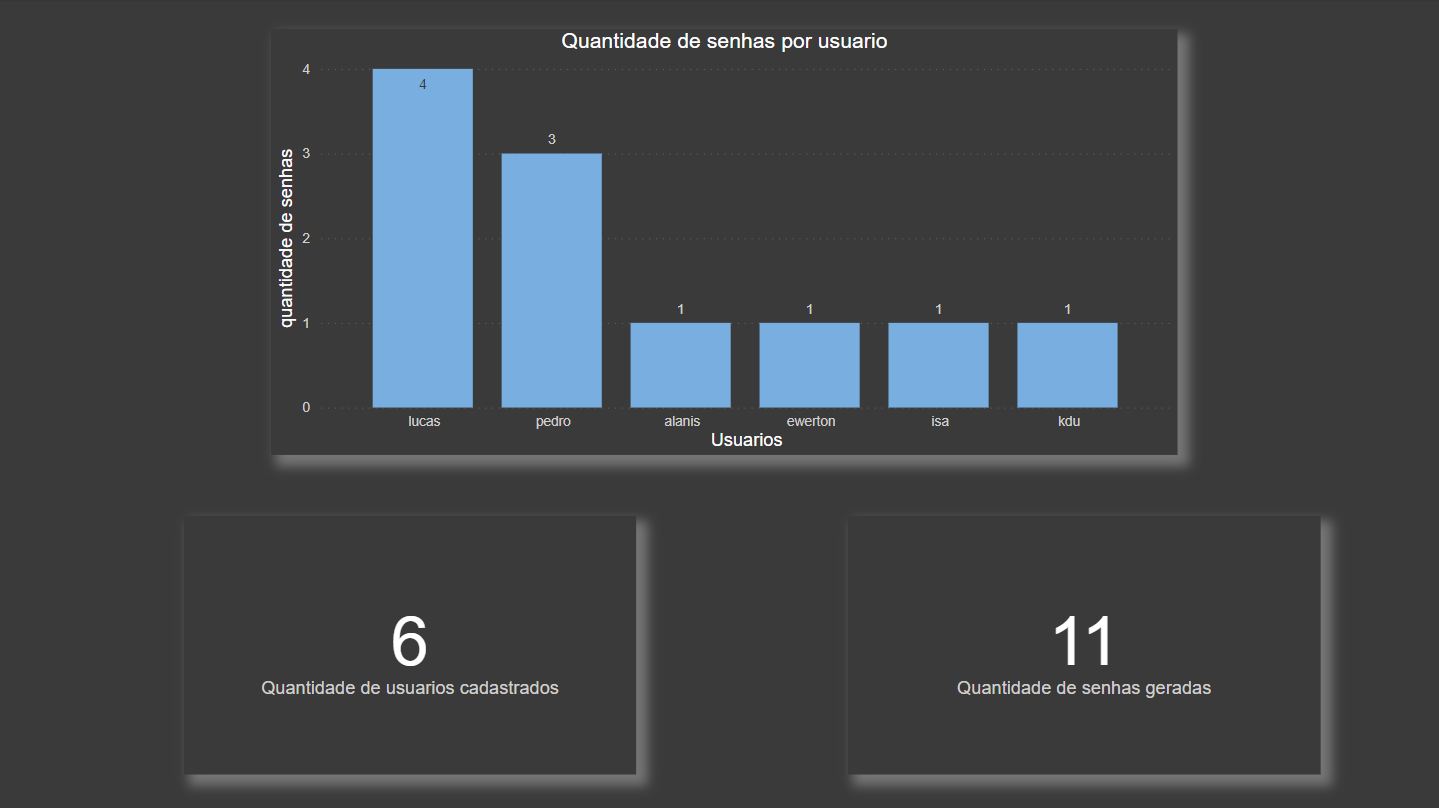 Quantidade de senhas por usuario
quantidade de senhas
4
3
2
1
0
4
3
1
1
1
1
lucas
pedro
alanis
ewerton
isa
kdu
Usuarios
6
Quantidade de usuarios cadastrados
11
Quantidade de senhas geradas